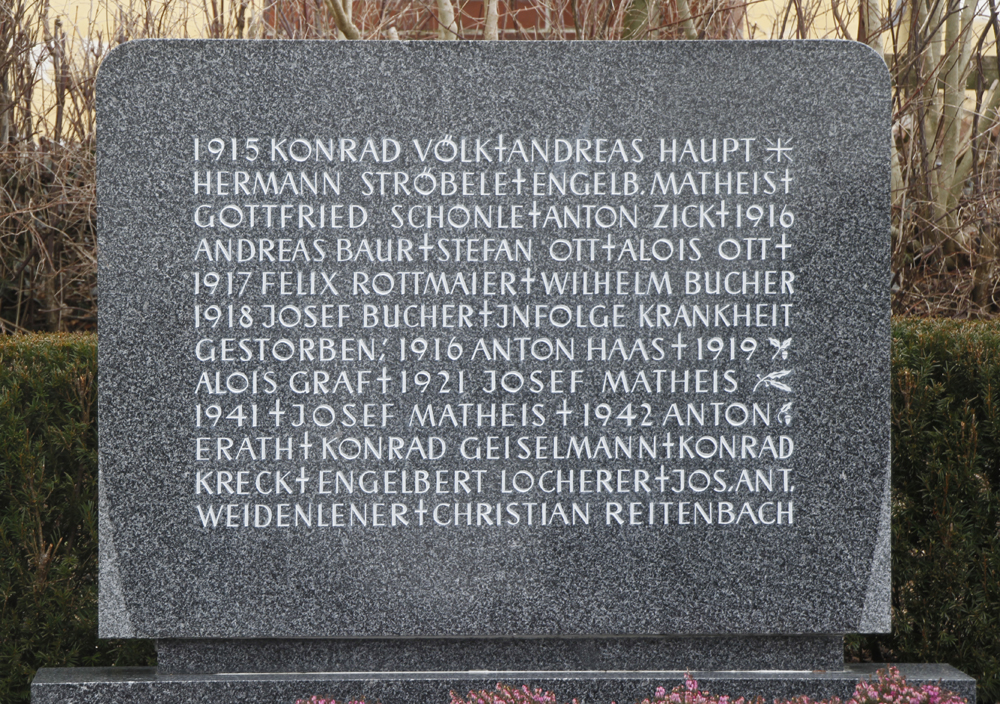 1915 KONRAD VÖLK†ANDREAS HAUPT
HERMANN STRÖBELE†ENGELB. MATHEIS†
GOTTFRIED SCHÖNLE†ANTON ZICK†1916
ANDREAS BAUR†STEFAN OTT†ALOIS OTT†
1917 FELIX ROTTMAIER†WILHELM BUCHER
1918 JOSEF BUCHER†JNFOLGE KRANKHEIT
GESTORBEN: 1916 ANTON HAAS†1919
ALOIS GRAF†1921 JOSEF MATHEIS
1941†JOSEF MATHEIS†1942 ANTON
ERATH†KONRAD GEISELMANN†KONRAD
KRECK†ENGELBERT LOCHERER†JOS. ANT.
WEIDENLENER†CHRISTIAN REITENBACH